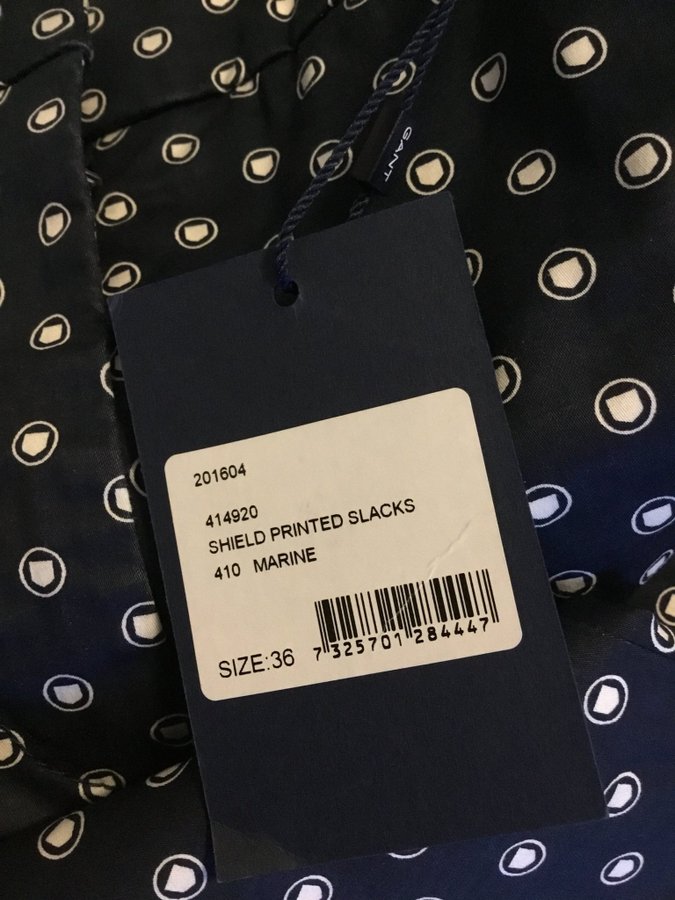 GANT
201604
414920
SHIELD PRINTED SLACKS
410 MARINE
SIZE:36
7 325701 284447